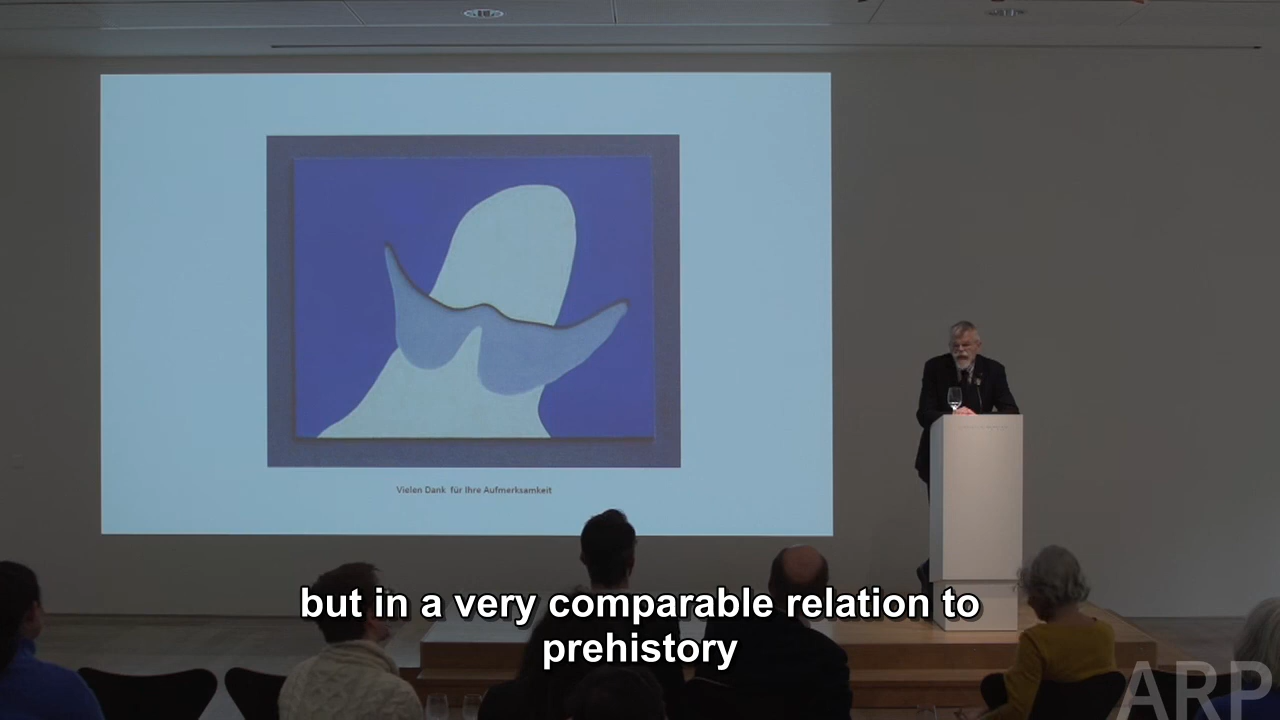 Vielen Dank für Ihre Aufmerksamkeit
but in a very comparable relation to
prehistory
ARP